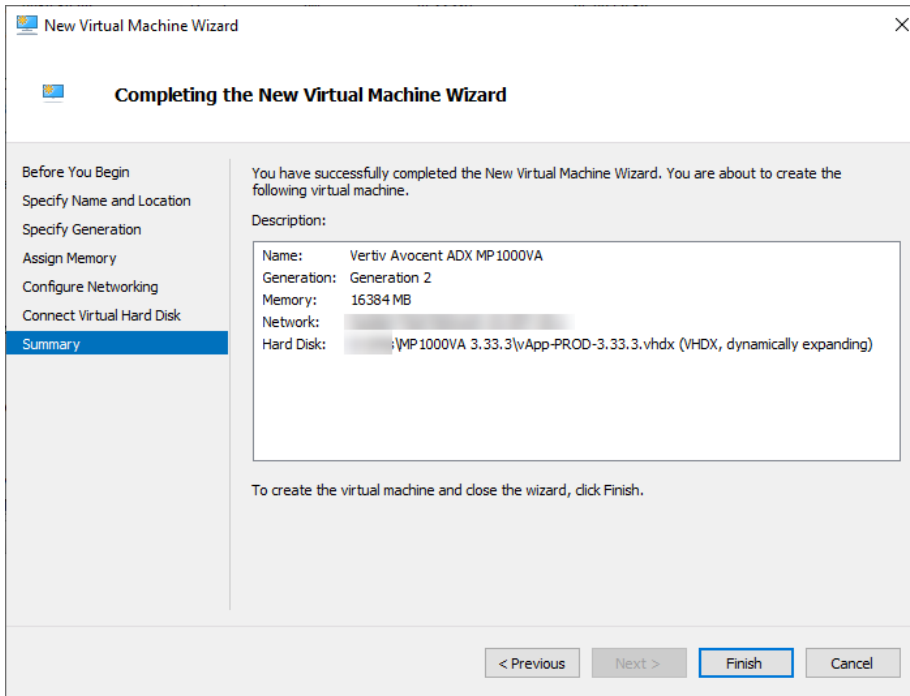 New Virtual Machine Wizard
Completing the New Virtual Machine Wizard
Before You Begin
Specify Name and Location
Specify Generation
Assign Memory
Configure Networking
Connect Virtual Hard Disk
Summary
You have successfully completed the New Virtual Machine Wizard. You are about to create the
following virtual machine.
Description:
Name: Vertiv Avocent ADX MP1000VA
Generation: Generation 2
Memory: 16384 MB
Network:
Hard Disk: \MP1000VA 3.33.3\vApp-PROD-3.33.3.vhdx (VHDX, dynamically expanding)
To create the virtual machine and close the wizard, click Finish.
< Previous
Next >
Finish
Cancel